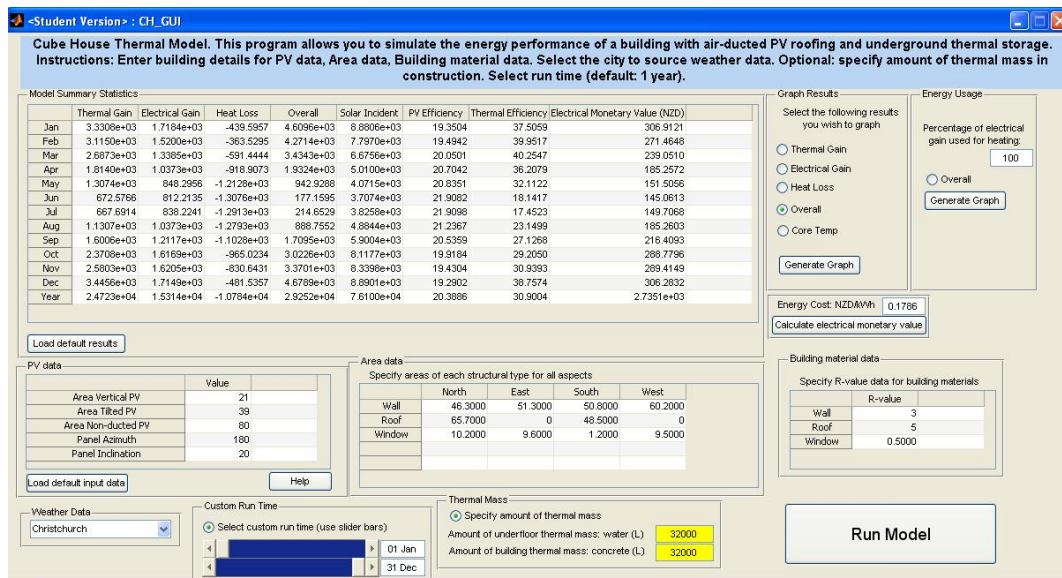 <Student Version> : CH_GUI
Cube House Thermal Model. This program allows you to simulate the energy performance of a building with air-ducted PV roofing and underground thermal storage.
Instructions: Enter building details for PV data, Area data, Building material data. Select the city to source weather data. Optional: specify amount of thermal mass in
construction. Select run time (default: 1 year).
Model Summary Statistics
Thermal Gain Electrical Gain Heat Loss Overall Solar Incident PV Efficiency Thermal Efficiency Electrical Monetary Value (NZD)
Jan 3.3308e+03 1.7184e+03 -439.5957 4.6096e+03 8.8806e+03 19.3504 37.5059 306.9121
Feb 3.1150e+03 1.5200e+03 -363.5295 4.2714e+03 7.7970e+03 19.4942 39.9517 271.4648
Mar 2.6873e+03 1.3385e+03 -591.4444 3.4343e+03 6.6756e+03 20.0501 40.2547 239.0510
Apr 1.8140e+03 1.0373e+03 -918.9073 1.9324e+03 5.0100e+03 20.7042 36.2079 185.2572
May 1.3074e+03 848.2956 -1.2128e+03 942.9288 4.0715e+03 20.8351 32.1122 151.5056
Jun 672.5766 812.2135 -1.3076e+03 177.1595 3.7074e+03 21.9082 18.1417 145.0613
Jul 667.6914 838.2241 -1.2913e+03 214.6529 3.8258e+03 21.9098 17.4523 149.7068
Aug 1.1307e+03 1.0373e+03 -1.2793e+03 888.7552 4.8844e+03 21.2367 23.1499 185.2603
Sep 1.6006e+03 1.2117e+03 -1.1028e+03 1.7095e+03 5.9004e+03 20.5359 27.1268 216.4093
Oct 2.3708e+03 1.6169e+03 -965.0234 3.0226e+03 8.1177e+03 19.9184 29.2050 288.7796
Nov 2.5803e+03 1.6205e+03 -830.6431 3.3701e+03 8.3398e+03 19.4304 30.9393 289.4149
Dec 3.4456e+03 1.7149e+03 -481.5357 4.6789e+03 8.8901e+03 19.2902 38.7574 306.2832
Year 2.4723e+04 1.5314e+04 -1.0784e+04 2.9252e+04 7.6100e+04 20.3886 30.9004 2.7351e+03
Load default results
Graph Results
Select the following results
you wish to graph
Thermal Gain
Electrical Gain
Heat Loss
Overall
Core Temp
Generate Graph
Energy Usage
Percentage of electrical
gain used for heating:
100
Overall
Generate Graph
Energy Cost: NZD/kWh 0.1786
Calculate electrical monetary value
PV data
Value
Area Vertical PV 21
Area Tilted PV 39
Area Non-ducted PV 80
Panel Azimuth 180
Panel Inclination 20
Load default input data
Help
Area data
Specify areas of each structural type for all aspects
North East South West
Wall 46.3000 51.3000 50.8000 60.2000
Roof 65.7000 0 48.5000 0
Window 10.2000 9.6000 1.2000 9.5000
Building material data
Specify R-value data for building materials
R-value
Wall 3
Roof 5
Window 0.5000
Weather Data
Christchurch
Custom Run Time
Select custom run time (use slider bars)
01 Jan
31 Dec
Thermal Mass
Specify amount of thermal mass
Amount of underfloor thermal mass: water (L) 32000
Amount of building thermal mass: concrete (L) 32000
Run Model